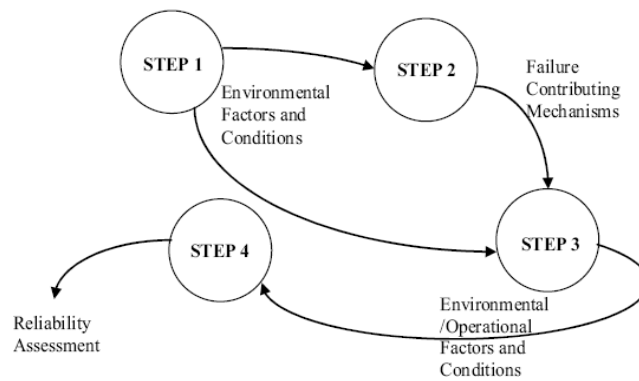 STEP 1
STEP 2
Environmental
Factors and
Conditions
Failure
Contributing
Mechanisms
STEP 3
STEP 4
Environmental
/Operational
Factors and
Conditions
Reliability
Assessment